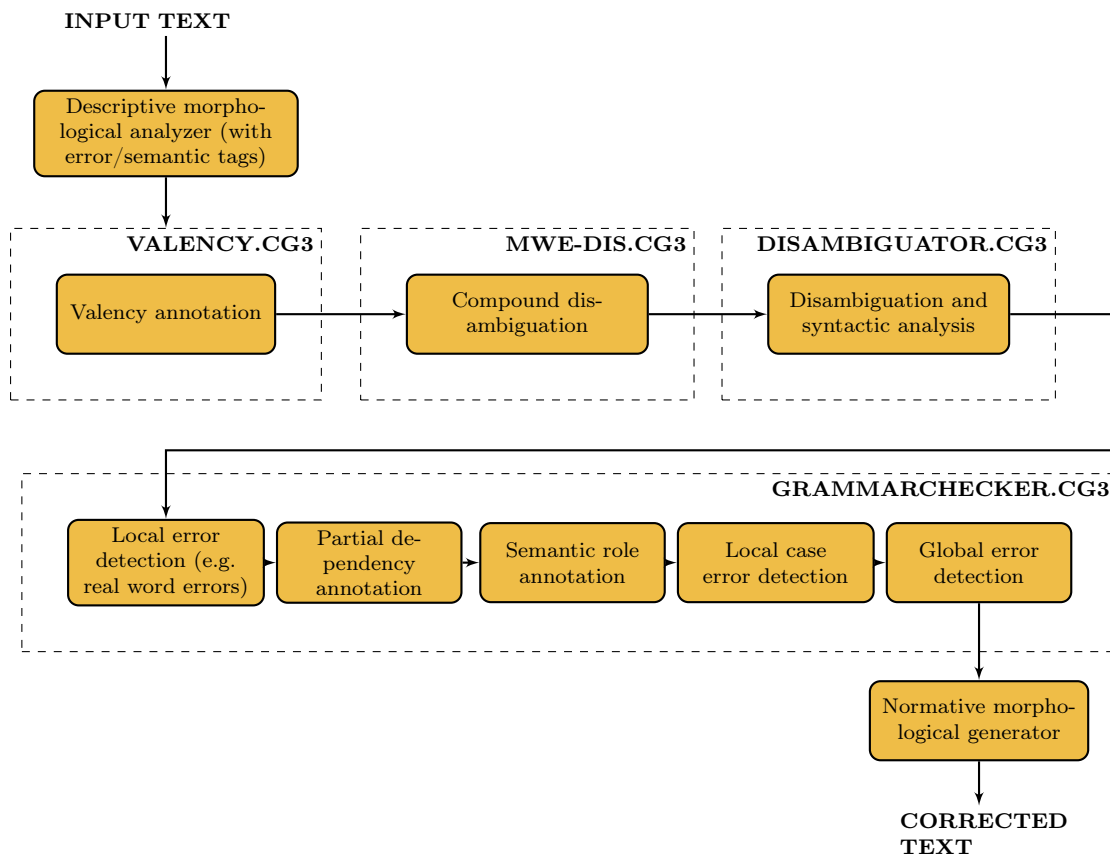 INPUT TEXT
Descriptive morpho-
logical analyzer (with
error/semantic tags)
VALENCY.CG3
Valency annotation
MWE-DIS.CG3
Compound dis-
ambiguation
DISAMBIGUATOR.CG3
Disambiguation and
syntactic analysis
GRAMMARCHECKER.CG3
Local error
detection (e.g.
real word errors)
Partial de-
pendency
annotation
Semantic role
annotation
Local case
error detection
Global error
detection
Normative morpho-
logical generator
CORRECTED
TEXT